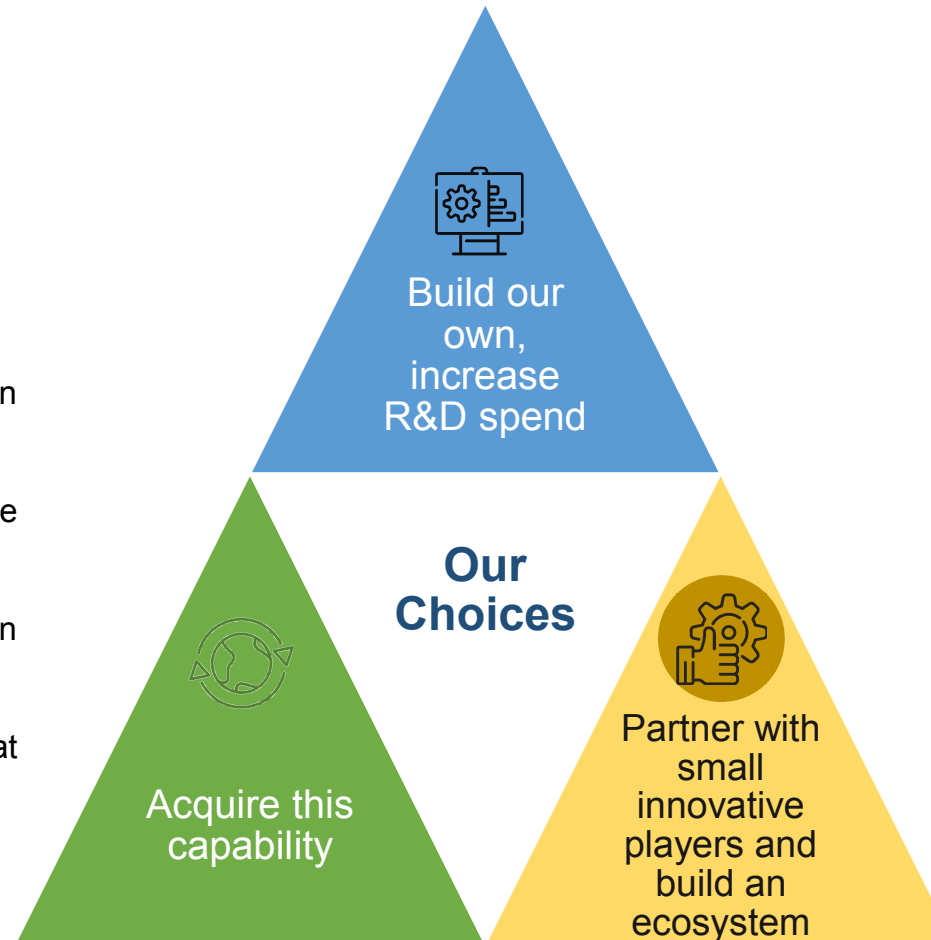 Build our
own,
increase
R&D spend
n
e
n
at
Our
Choices
Acquire this
capability
Partner with
small
innovative
players and
build an
ecosystem